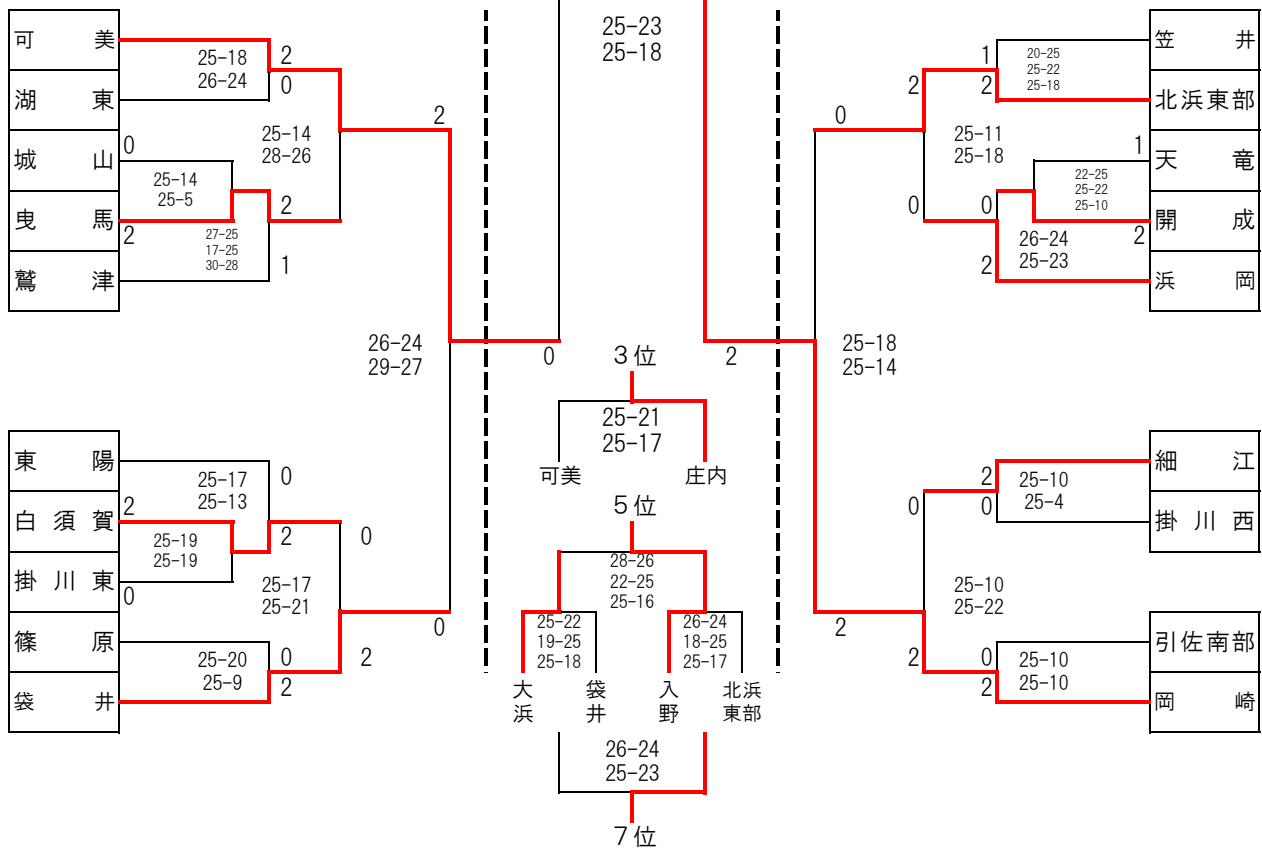 可美
2
25-18
26-24
湖東
0
25-14
28-26
2
城山
0
25-14
25-5
曳馬
2
2
27-25
17-25
30-28
鷲津
1
26-24
29-27
東陽
0
25-17
25-13
白須賀
2
2
0
25-19
25-19
掛川東
0
25-17
25-21
0
篠原
0
2
25-20
25-9
袋井
2
25-23
25-18
0
2
3位
25-21
25-17
可美
庄内
5位
28-26
22-25
25-16
25-22
19-25
25-18
26-24
18-25
25-17
大浜
袋井
入野
北浜
東部
26-24
25-23
7位
笠井
1
20-25
25-22
25-18
2
2
北浜東部
0
25-11
25-18
天竜
1
22-25
25-22
25-10
0
0
開成
2
26-24
25-23
2
浜岡
25-18
25-14
細江
2
25-10
25-4
0
0
掛川西
25-10
25-22
2
2
0
引佐南部
25-10
25-10
2
岡崎